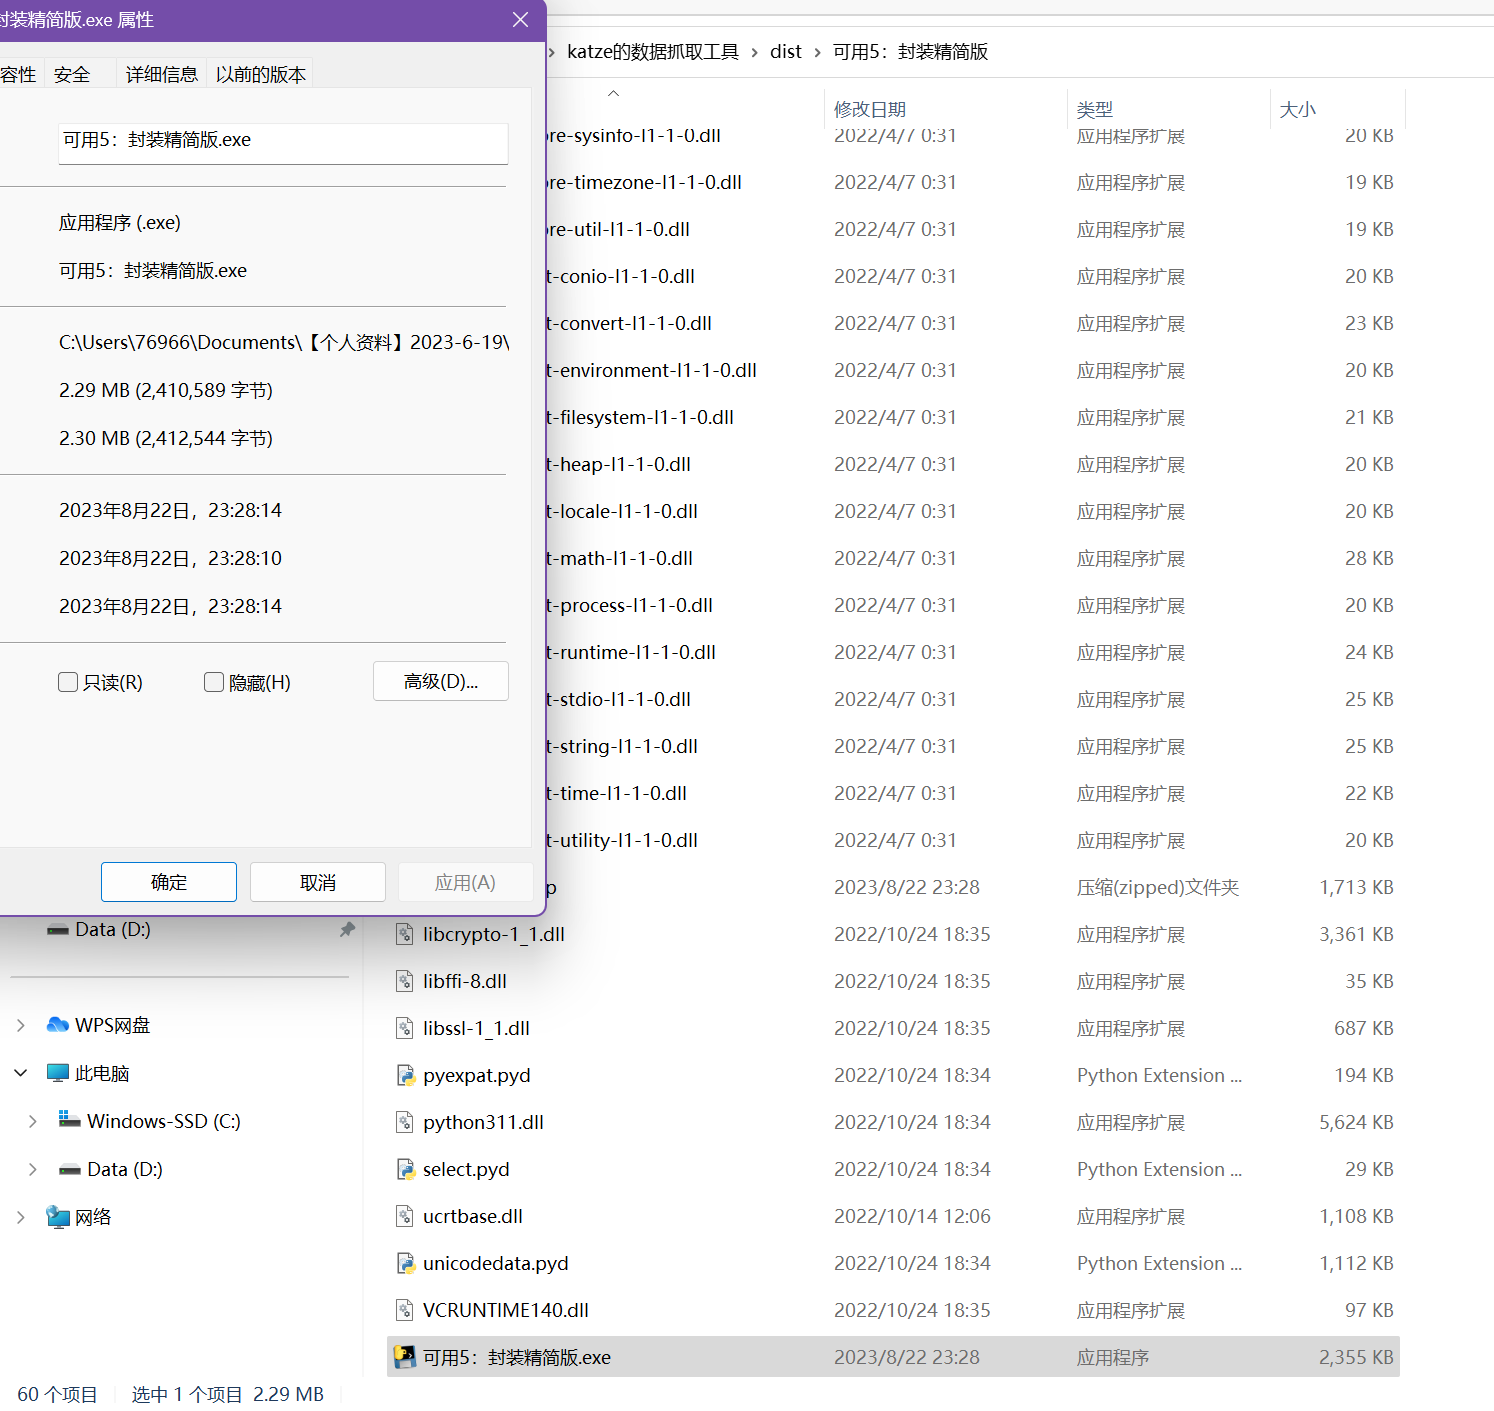 封装精简版.exe 属性
容性 安全 详细信息 以前的版本
可用5：封装精简版.exe
应用程序 (.exe)
可用5：封装精简版.exe
C:\Users\76966\Documents\【个人资料】2023-6-19\
2.29 MB (2,410,589 字节)
2.30 MB (2,412,544 字节)
2023年8月22日，23:28:14
2023年8月22日，23:28:10
2023年8月22日，23:28:14
只读(R) 隐藏(H) 高级(D)...
确定 取消 应用(A)
Data (D:)
WPS网盘
此电脑
Windows-SSD (C:)
Data (D:)
网络
katze的数据抓取工具 dist 可用5：封装精简版
修改日期 类型 大小
re-sysinfo-l1-1-0.dll 2022/4/7 0:31 应用程序扩展 20 KB
re-timezone-l1-1-0.dll 2022/4/7 0:31 应用程序扩展 19 KB
re-util-l1-1-0.dll 2022/4/7 0:31 应用程序扩展 19 KB
t-conio-l1-1-0.dll 2022/4/7 0:31 应用程序扩展 20 KB
t-convert-l1-1-0.dll 2022/4/7 0:31 应用程序扩展 23 KB
t-environment-l1-1-0.dll 2022/4/7 0:31 应用程序扩展 20 KB
t-filesystem-l1-1-0.dll 2022/4/7 0:31 应用程序扩展 21 KB
t-heap-l1-1-0.dll 2022/4/7 0:31 应用程序扩展 20 KB
t-locale-l1-1-0.dll 2022/4/7 0:31 应用程序扩展 20 KB
t-math-l1-1-0.dll 2022/4/7 0:31 应用程序扩展 28 KB
t-process-l1-1-0.dll 2022/4/7 0:31 应用程序扩展 20 KB
t-runtime-l1-1-0.dll 2022/4/7 0:31 应用程序扩展 24 KB
t-stdio-l1-1-0.dll 2022/4/7 0:31 应用程序扩展 25 KB
t-string-l1-1-0.dll 2022/4/7 0:31 应用程序扩展 25 KB
t-time-l1-1-0.dll 2022/4/7 0:31 应用程序扩展 22 KB
t-utility-l1-1-0.dll 2022/4/7 0:31 应用程序扩展 20 KB
p 2023/8/22 23:28 压缩(zipped)文件夹 1,713 KB
libcrypto-1_1.dll 2022/10/24 18:35 应用程序扩展 3,361 KB
libffi-8.dll 2022/10/24 18:35 应用程序扩展 35 KB
libssl-1_1.dll 2022/10/24 18:35 应用程序扩展 687 KB
pyexpat.pyd 2022/10/24 18:34 Python Extension ... 194 KB
python311.dll 2022/10/24 18:34 应用程序扩展 5,624 KB
select.pyd 2022/10/24 18:34 Python Extension ... 29 KB
ucrtbase.dll 2022/10/14 12:06 应用程序扩展 1,108 KB
unicodedata.pyd 2022/10/24 18:34 Python Extension ... 1,112 KB
VCRUNTIME140.dll 2022/10/24 18:35 应用程序扩展 97 KB
可用5：封装精简版.exe 2023/8/22 23:28 应用程序 2,355 KB
60 个项目 选中 1 个项目 2.29 MB